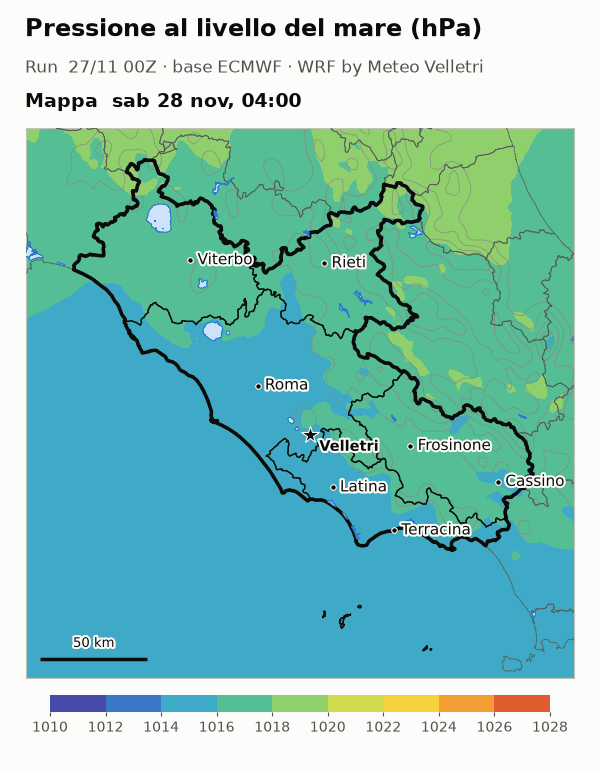 Pressione al livello del mare (hPa)
Run  27/11 00Z · base ECMWF · WRF by Meteo Velletri
Mappa  sab 28 nov, 04:00
Viterbo
Rieti
Roma
Velletri
Frosinone
Cassino
Latina
Terracina
50 km
1010 1012 1014 1016 1018 1020 1022 1024 1026 1028